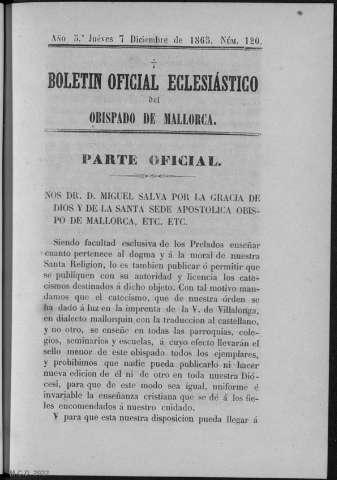 Año 3.º Juéves 7 Diciembre de 1863. Núm. 120.
BOLETIN OFICIAL ECLESIÁSTICO
del
OBISPADO DE MALLORCA.
PARTE OFICIAL.
NOS DR. D. MIGUEL SALVA POR LA GRACIA DE
DIOS Y DE LA SANTA SEDE APOSTOLICA OBIS-
PO DE MALLORCA, ETC. ETC.
Siendo facultad esclusiva de los Prelados enseñar
cuanto pertenece al dogma y á la moral de nuestra
Santa Religion, lo es tambien publicar ó permitir que
se publiquen con su autoridad y licencia los cate-
cismos destinados á dicho objeto. Con tal motivo man-
damos que el catecismo, que de nuestra órden se
ha dado á luz en la imprenta de la V. de Villalonga,
en dialecto mallorquin con la traduccion al castellano,
y no otro, se enseñe en todas las parroquias, cole-
gios, seminarios y escuelas, á cuyo efecto llevarán el
sello menor de este obispado todos los ejemplares,
y prohibimos que nadie pueda publicarlo ni hacer
nueva edicion de él ni de otro en toda nuestra Dió-
cesi, para que de este modo sea igual, uniforme é
invariable la enseñanza cristiana que se dé á los fie-
les encomendados á nuestro cuidado.
Y para que esta nuestra disposicion pueda llegar á
M.C.D. 2022